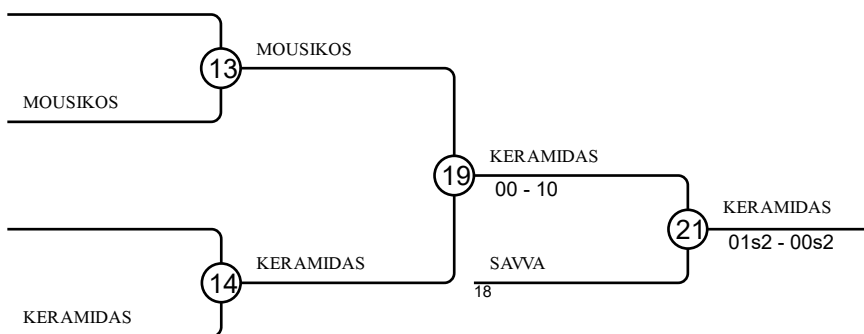 MOUSIKOS
13
MOUSIKOS
19
KERAMIDAS
00 - 10
KERAMIDAS
21
01s2 - 00s2
KERAMIDAS
14
SAVVA
18
KERAMIDAS